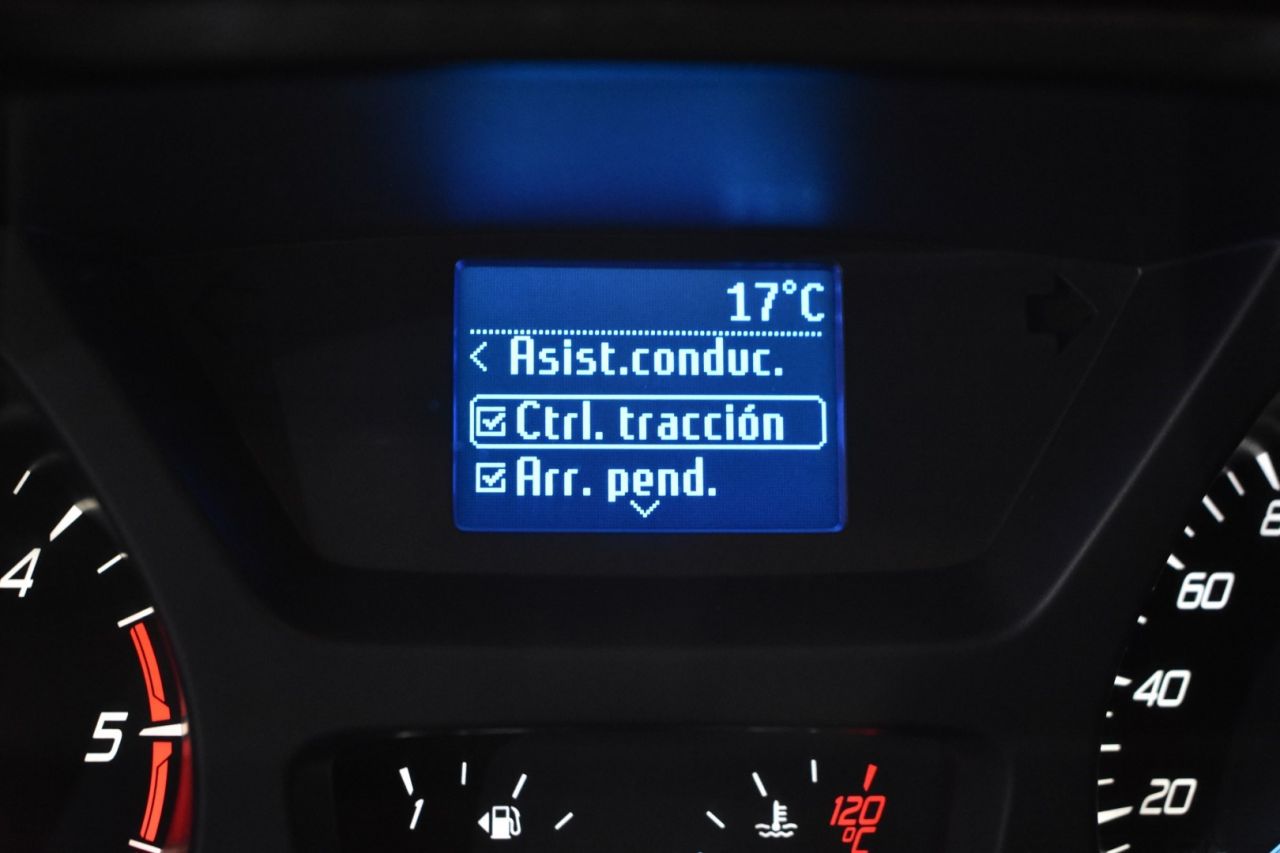 17°C
< Asist.conduc.
Ctrl. tracción
Arr. pend.
4
5
1
120
°C
60
40
20